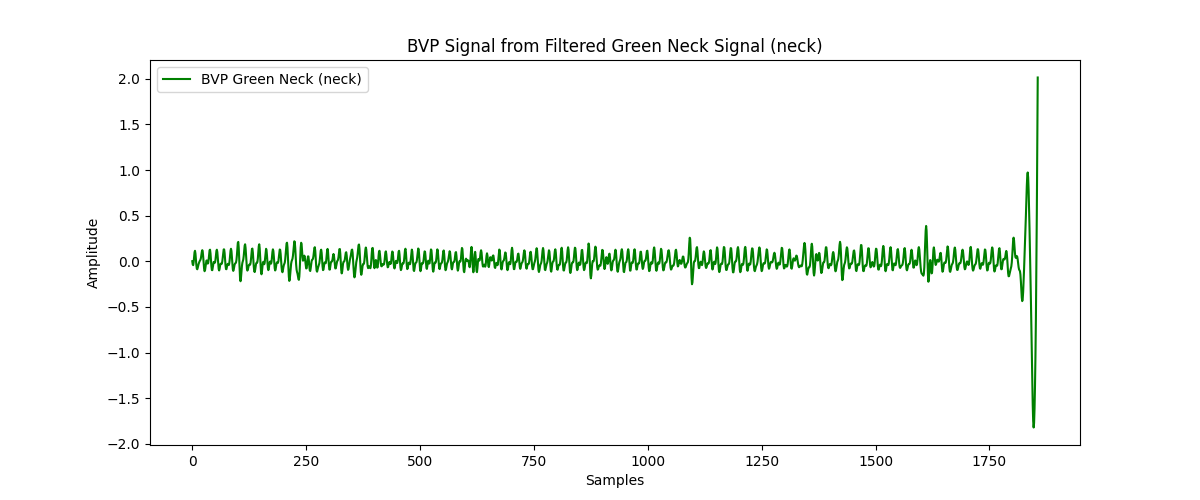 BVP Signal from Filtered Green Neck Signal (neck)
BVP Green Neck (neck)
2.0
1.5
1.0
0.5
0.0
−0.5
−1.0
−1.5
−2.0
Amplitude
0 250 500 750 1000 1250 1500 1750
Samples